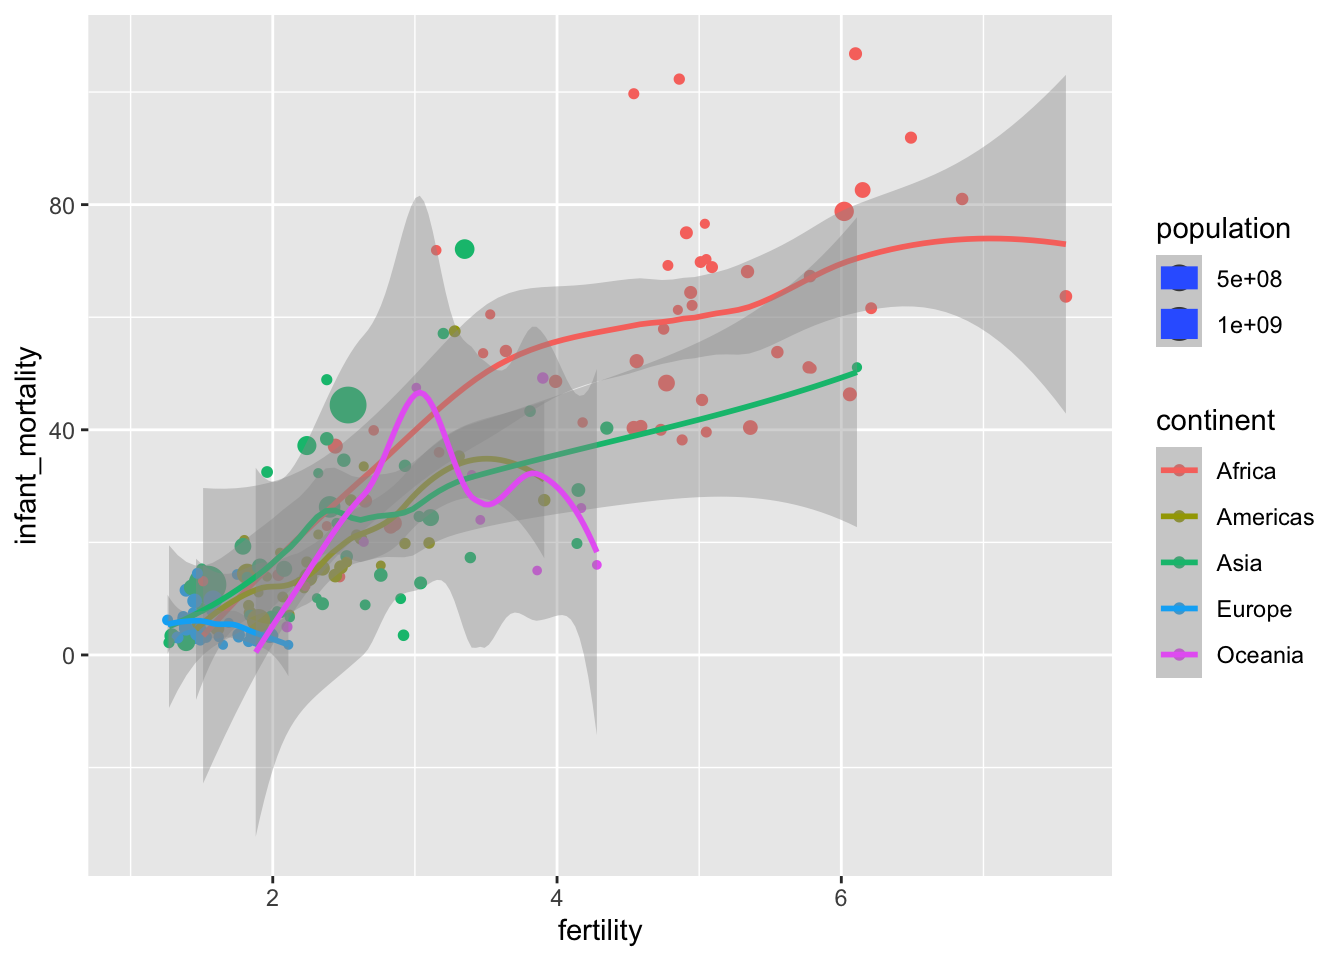 infant_mortality
80
40
0
2
4
6
fertility
population
5e+08
1e+09
continent
Africa
Americas
Asia
Europe
Oceania